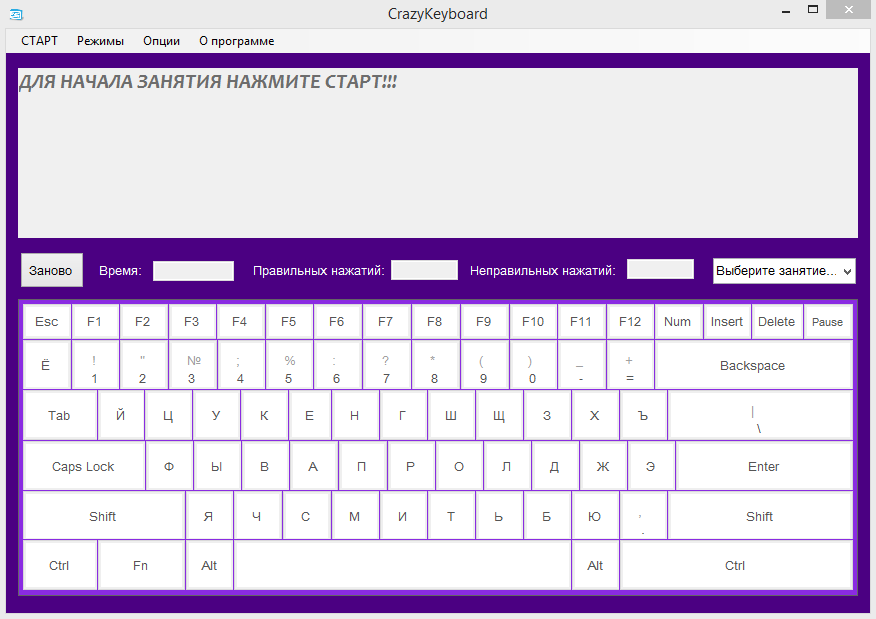 CrazyKeyboard
СТАРТ Режимы Опции О программе
ДЛЯ НАЧАЛА ЗАНЯТИЯ НАЖМИТЕ СТАРТ!!!
Заново Время: Правильных нажатий: Неправильных нажатий: Выберите занятие...
Esc F1 F2 F3 F4 F5 F6 F7 F8 F9 F10 F11 F12 Num Insert Delete Pause
! " № ; % : ? * ( ) _ +
Ё 1 2 3 4 5 6 7 8 9 0 - = Backspace
Tab Й Ц У К Е Н Г Ш Щ З Х Ъ | \
Caps Lock Ф Ы В А П Р О Л Д Ж Э Enter
Shift Я Ч С М И Т Ь Б Ю , . Shift
Ctrl Fn Alt Alt Ctrl